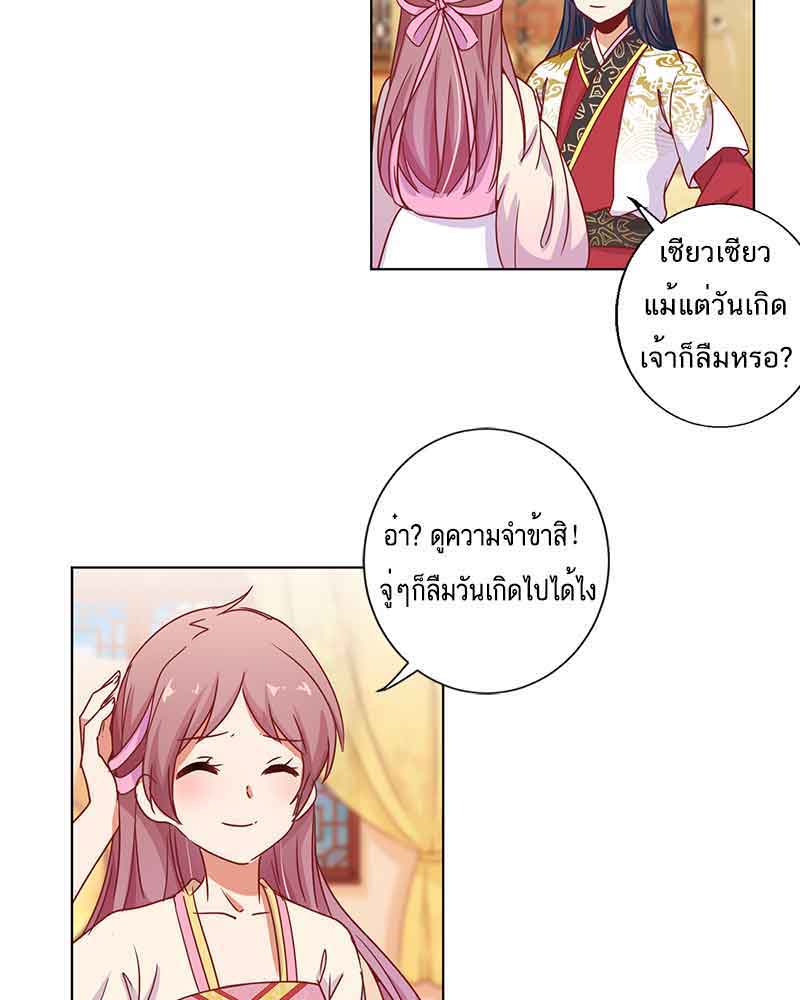 เซียวเซียว
แม้แต่วันเกิด
เจ้าก็ลืมหรอ?
อ๋า? ดูความจำข้าสิ!
จู่ๆก็ลืมวันเกิดไปได้ไง